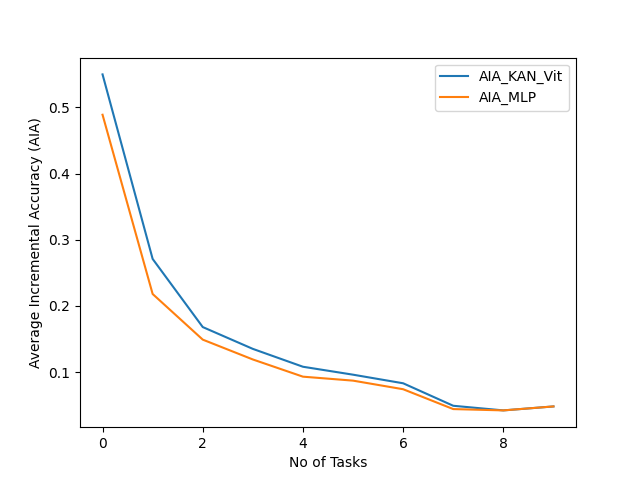 AIA_KAN_Vit
AIA_MLP
Average Incremental Accuracy (AIA)
0.5
0.4
0.3
0.2
0.1
0 2 4 6 8
No of Tasks